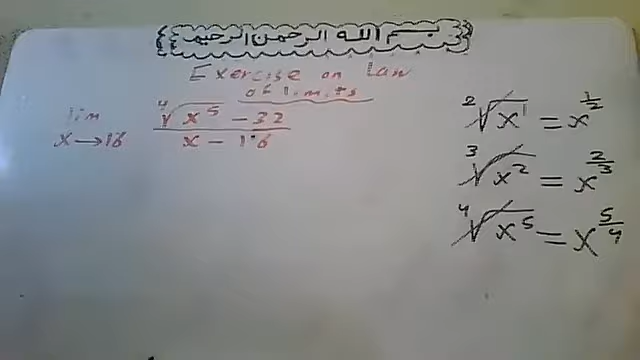 بسم الله الرحمن الرحيم
Exercise on law
of limits
lim x→16 (⁴√x⁵ − 32) / (x − 16)
²√x¹ = x^(1/2)
³√x² = x^(2/3)
⁴√x⁵ = x^(5/4)